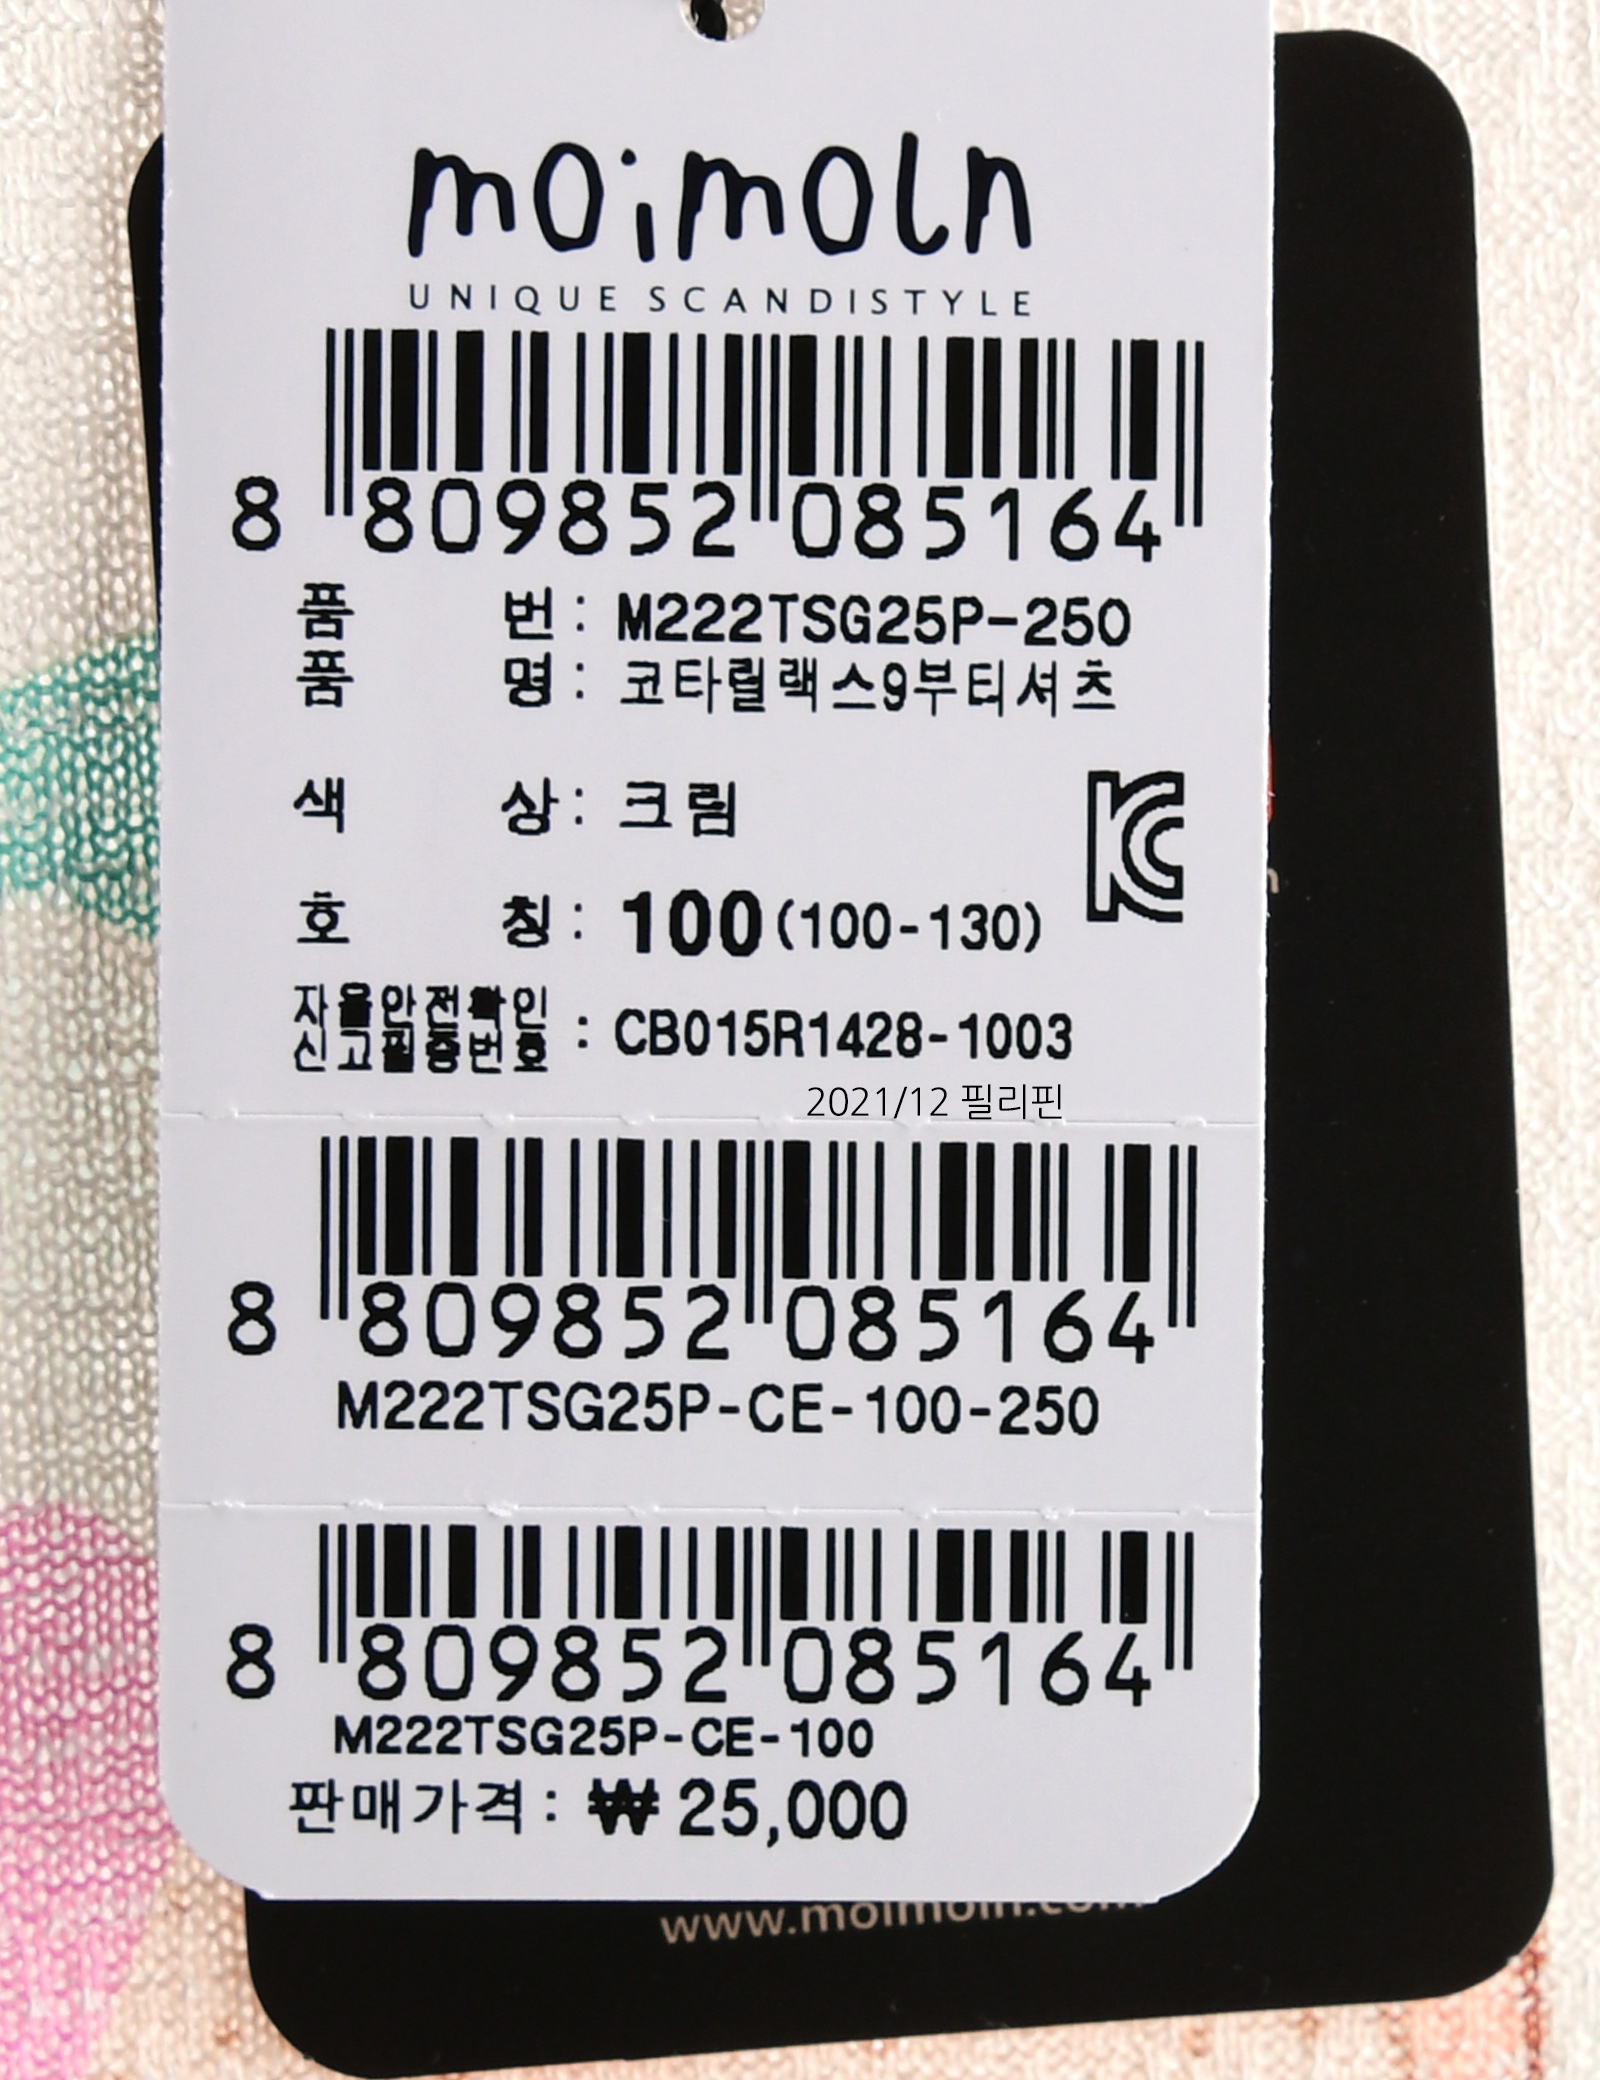 moimoln
UNIQUE SCANDISTYLE
8 809852 085164
품 번 : M222TSG25P-250
품 명 : 코타릴랙스9부티셔츠
색 상 : 크림
호 칭 : 100 (100-130)
자율안전확인
신고필증번호 : CB015R1428-1003
2021/12 필리핀
8 809852 085164
M222TSG25P-CE-100-250
8 809852 085164
M222TSG25P-CE-100
판매가격 : ₩ 25,000
www.moimoln.com